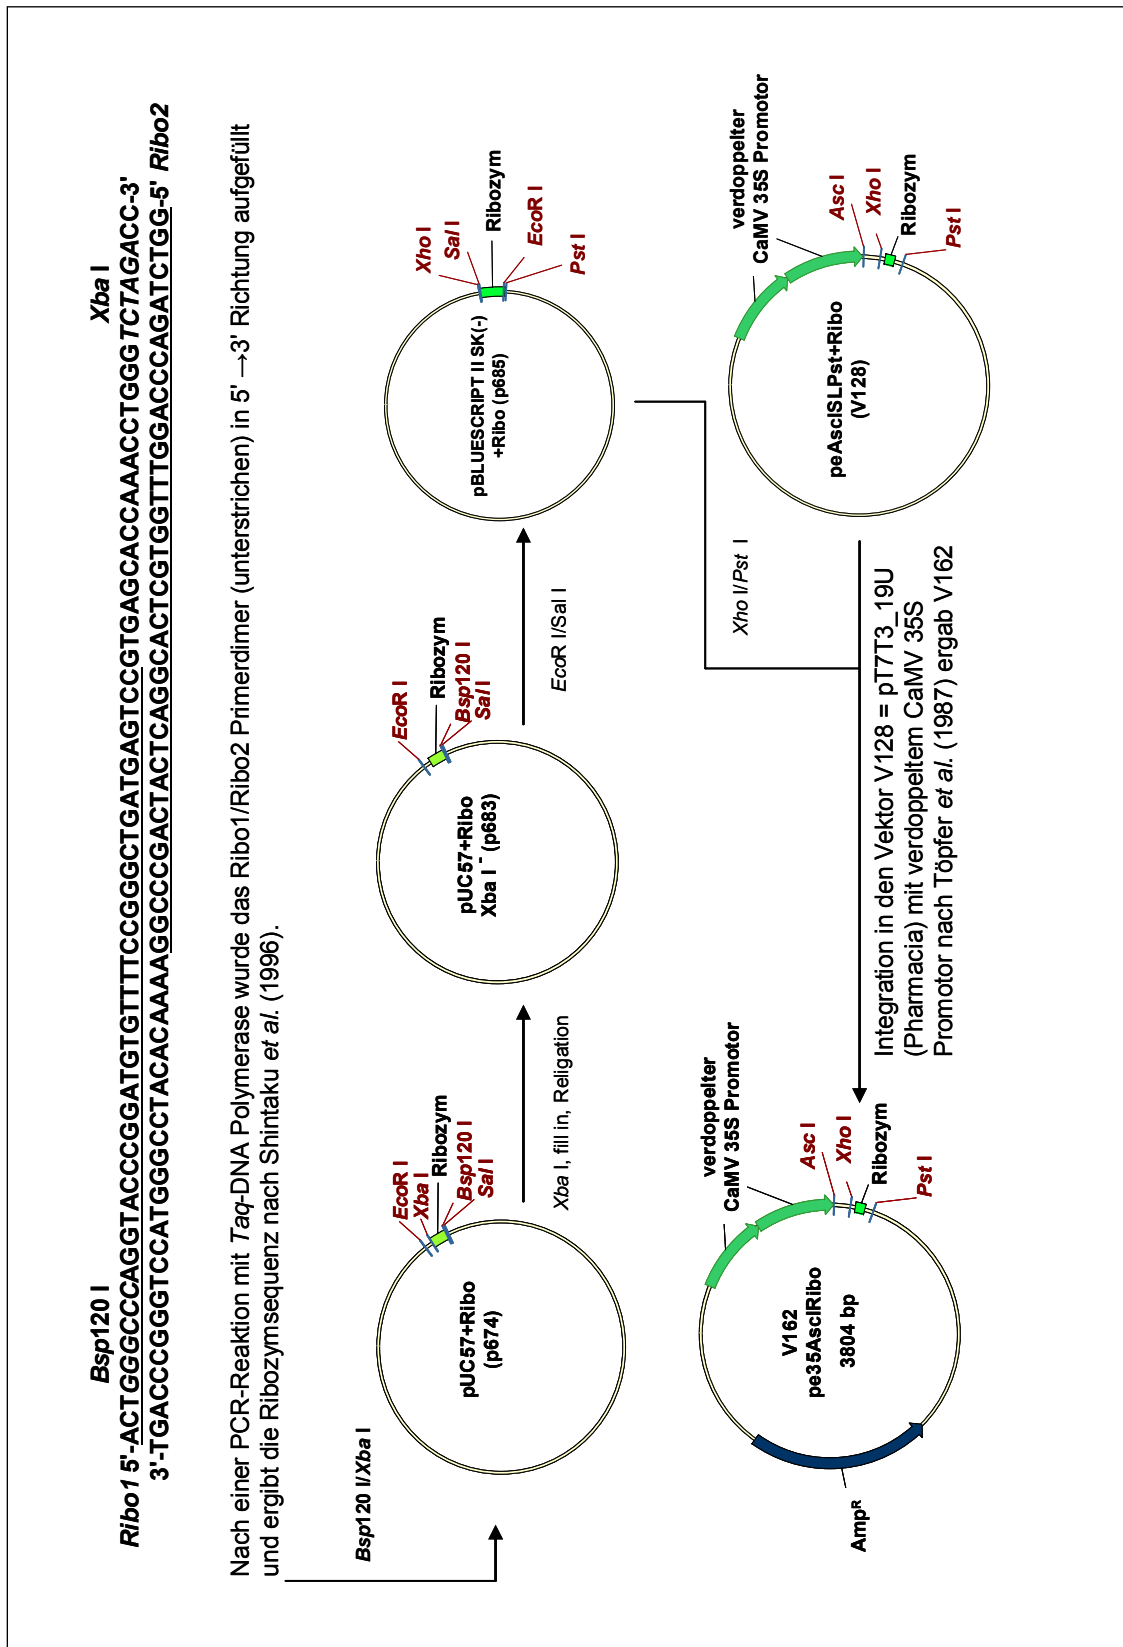 Bsp120 I
Xba I
Ribo1 5'-ACTGGGCCCAGGTACCCGGATGTGTTTTCCGGGCTGATGAGTCCGTGAGCACCAAACCTGGGTCTAGACC-3'
3'-TGACCCGGGTCCATGGGCCTACACAAAAGGCCCGACTACTCAGGCACTCGTGGTTTGGACCCAGATCTGG-5' Ribo2
Nach einer PCR-Reaktion mit Taq-DNA Polymerase wurde das Ribo1/Ribo2 Primerdimer (unterstrichen) in 5' →3' Richtung aufgefüllt
und ergibt die Ribozymsequenz nach Shintaku et al. (1996).
Bsp120 I/Xba I
EcoR I
Xba I
Ribozym
Bsp120 I
Sal I
pUC57+Ribo
(p674)
Xba I, fill in, Religation
EcoR I
Ribozym
Bsp120 I
Sal I
pUC57+Ribo
Xba I - (p683)
EcoR I/Sal I
Xho I
Sal I
Ribozym
EcoR I
Pst I
pBLUESCRIPT II SK(-)
+Ribo (p685)
Xho I/Pst I
verdoppelter
CaMV 35S Promotor
Asc I
Xho I
Ribozym
Pst I
peAsclSLPst+Ribo
(V128)
Integration in den Vektor V128 = pT7T3_19U
(Pharmacia) mit verdoppeltem CaMV 35S
Promotor nach Töpfer et al. (1987) ergab V162
verdoppelter
CaMV 35S Promotor
Asc I
Xho I
Ribozym
Pst I
V162
pe35AsclRibo
3804 bp
AmpR